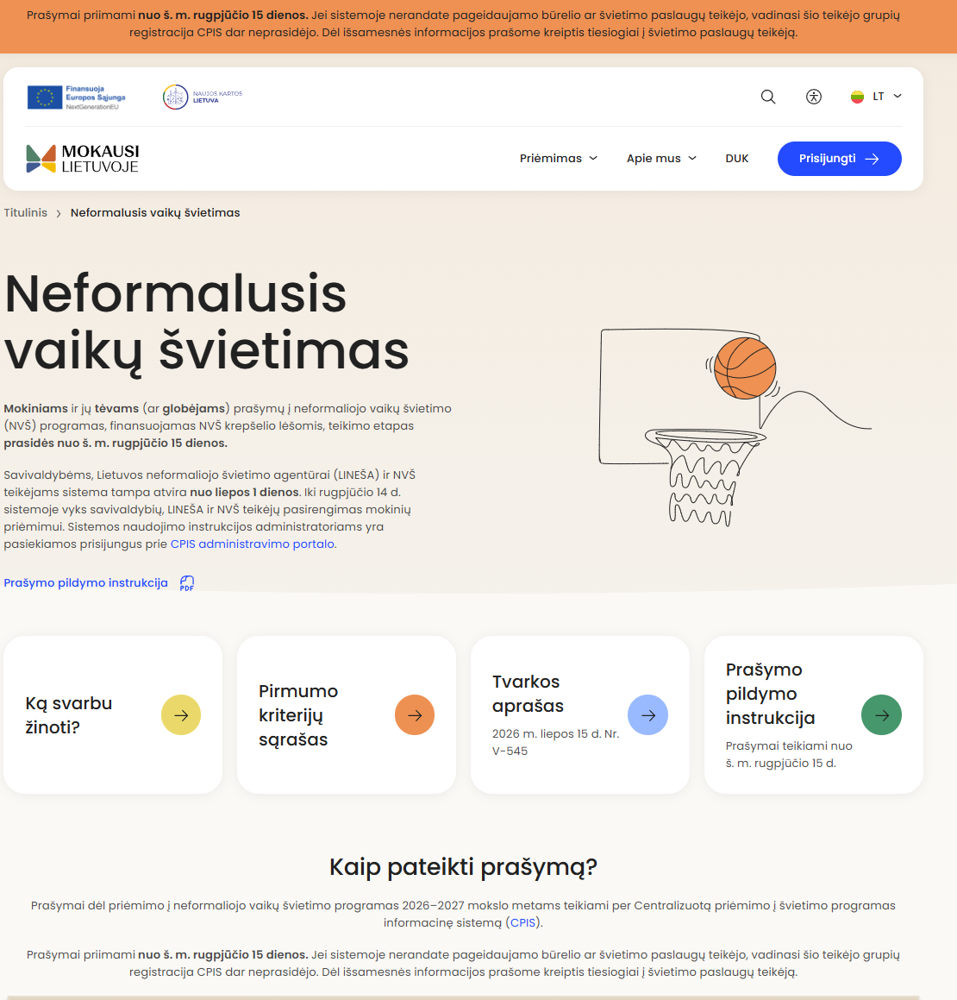 Prašymai priimami nuo š. m. rugpjūčio 15 dienos. Jei sistemoje nerandate pageidaujamo būrelio ar švietimo paslaugų teikėjo, vadinasi šio teikėjo grupių
registracija CPIS dar neprasidėjo. Dėl išsamesnės informacijos prašome kreiptis tiesiogiai į švietimo paslaugų teikėją.
Finansuoja
Europos Sąjunga
NextGenerationEU
NAUJOS KARTOS
LIETUVA
LT
MOKAUSI
LIETUVOJE
Priėmimas
Apie mus
DUK
Prisijungti
Titulinis
Neformalusis vaikų švietimas
Neformalusis
vaikų švietimas
Mokiniams ir jų tėvams (ar globėjams) prašymų į neformaliojo vaikų švietimo
(NVŠ) programas, finansuojamas NVŠ krepšelio lėšomis, teikimo etapas
prasidės nuo š. m. rugpjūčio 15 dienos.
Savivaldybėms, Lietuvos neformaliojo švietimo agentūrai (LINEŠA) ir NVŠ
teikėjams sistema tampa atvira nuo liepos 1 dienos. Iki rugpjūčio 14 d.
sistemoje vyks savivaldybių, LINEŠA ir NVŠ teikėjų pasirengimas mokinių
priėmimui. Sistemos naudojimo instrukcijos administratoriams yra
pasiekiamos prisijungus prie CPIS administravimo portalo.
Prašymo pildymo instrukcija
PDF
Ką svarbu
žinoti?
Pirmumo
kriterijų
sąrašas
Tvarkos
aprašas
2026 m. liepos 15 d. Nr.
V-545
Prašymo
pildymo
instrukcija
Prašymai teikiami nuo
š. m. rugpjūčio 15 d.
Kaip pateikti prašymą?
Prašymai dėl priėmimo į neformaliojo vaikų švietimo programas 2026–2027 mokslo metams teikiami per Centralizuotą priėmimo į švietimo programas
informacinę sistemą (CPIS).
Prašymai priimami nuo š. m. rugpjūčio 15 dienos. Jei sistemoje nerandate pageidaujamo būrelio ar švietimo paslaugų teikėjo, vadinasi šio teikėjo grupių
registracija CPIS dar neprasidėjo. Dėl išsamesnės informacijos prašome kreiptis tiesiogiai į švietimo paslaugų teikėją.